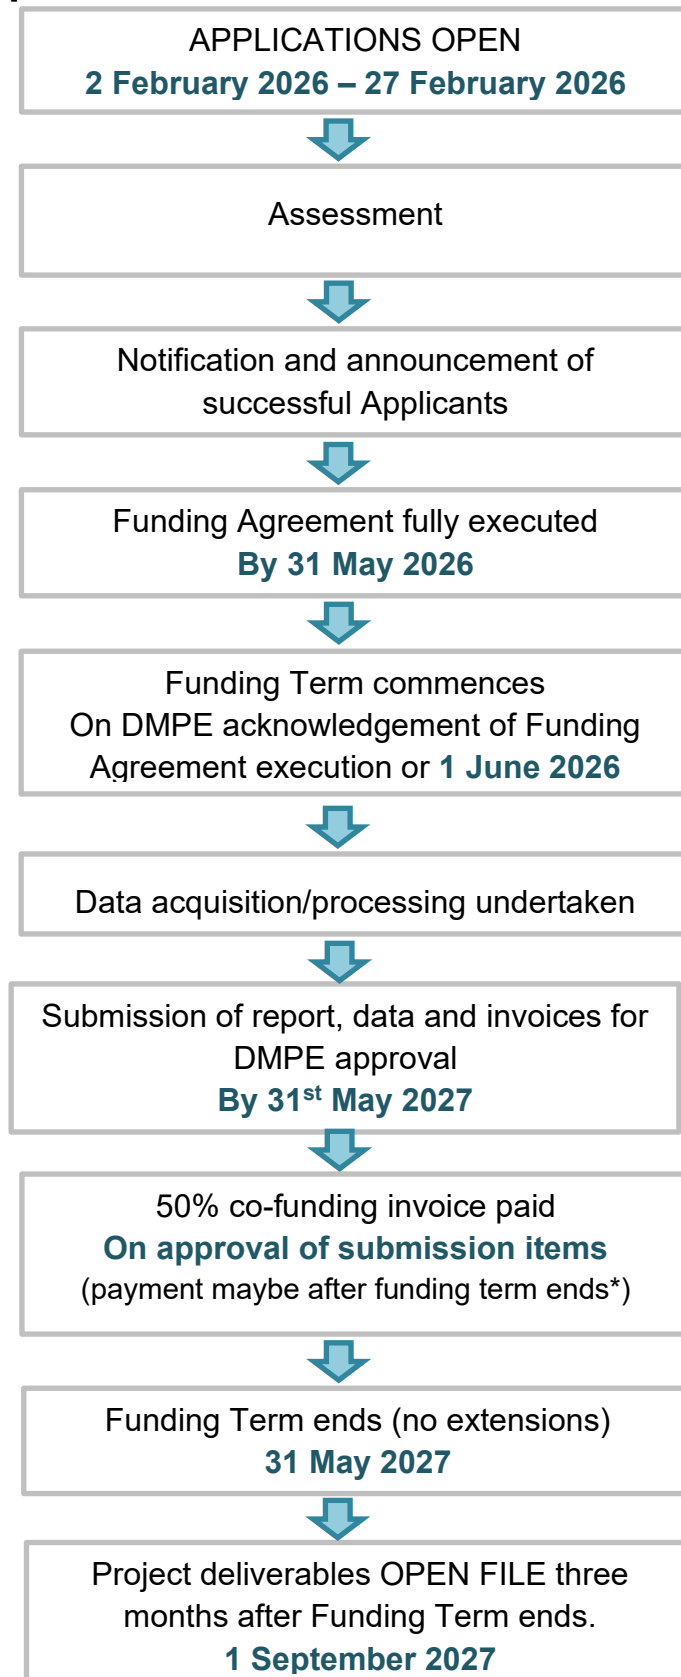 APPLICATIONS OPEN
2 February 2026 – 27 February 2026
Assessment
Notification and announcement of
successful Applicants
Funding Agreement fully executed
By 31 May 2026
Funding Term commences
On DMPE acknowledgement of Funding
Agreement execution or 1 June 2026
Data acquisition/processing undertaken
Submission of report, data and invoices for
DMPE approval
By 31st May 2027
50% co-funding invoice paid
On approval of submission items
(payment maybe after funding term ends*)
Funding Term ends (no extensions)
31 May 2027
Project deliverables OPEN FILE three
months after Funding Term ends.
1 September 2027